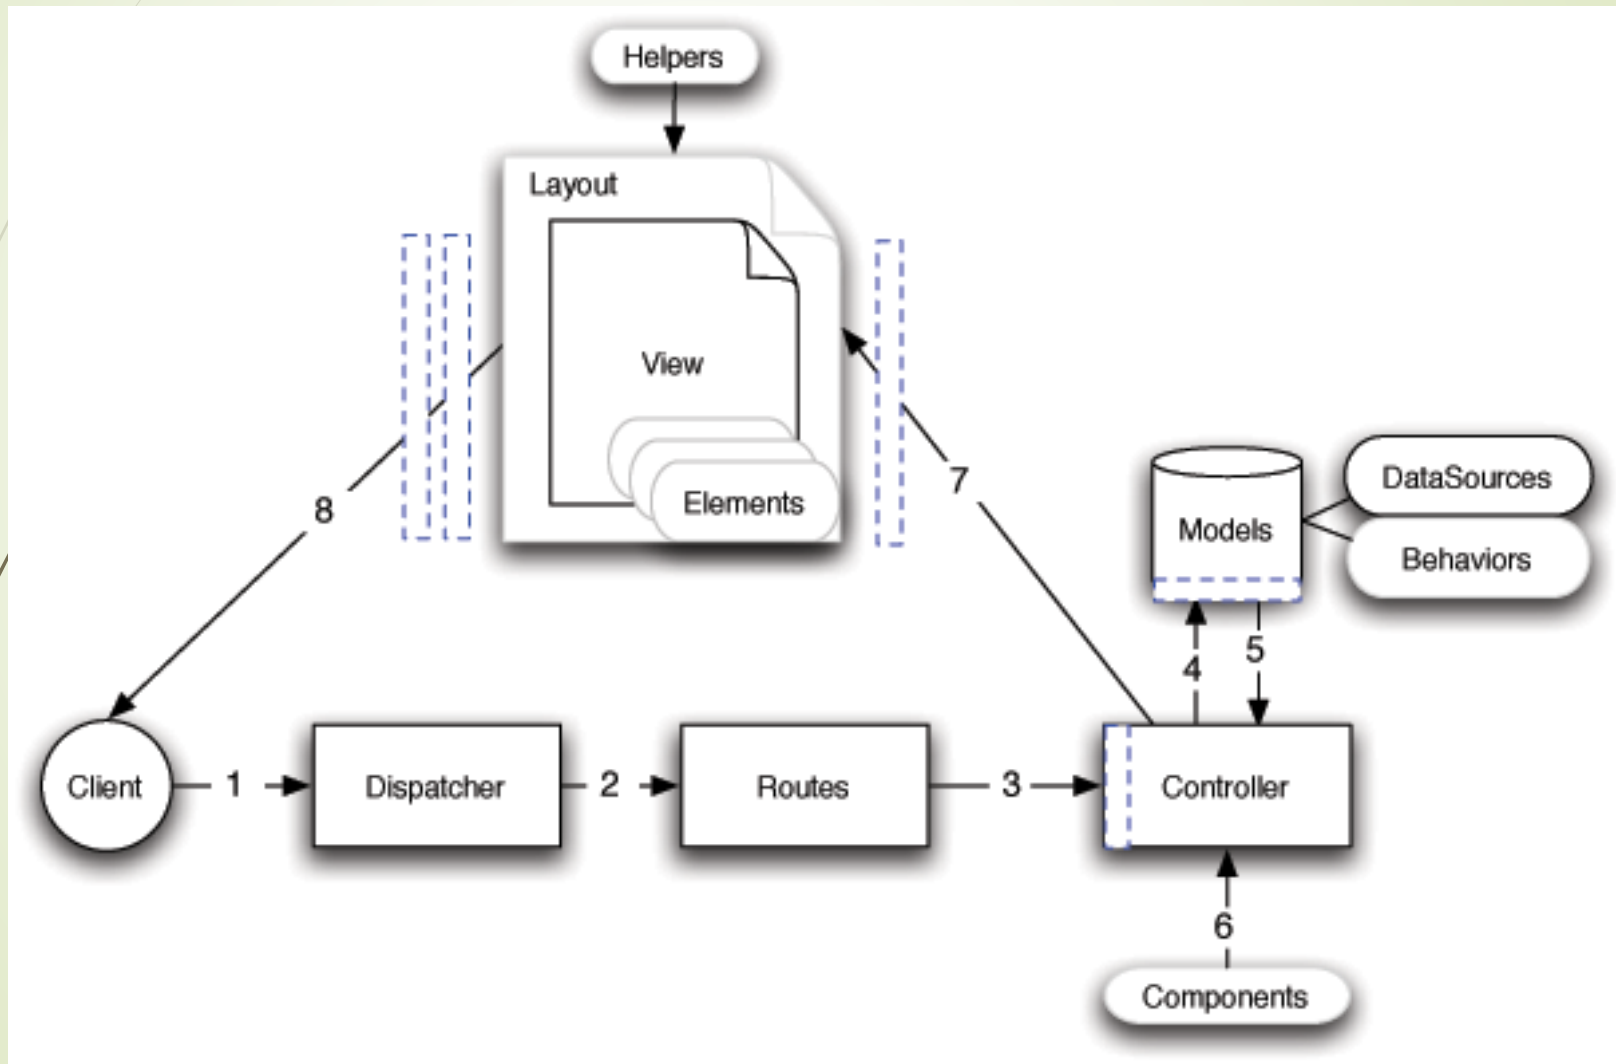 Helpers
Layout
View
Elements
8
7
DataSources
Models
Behaviors
4
5
Client
1
Dispatcher
2
Routes
3
Controller
6
Components